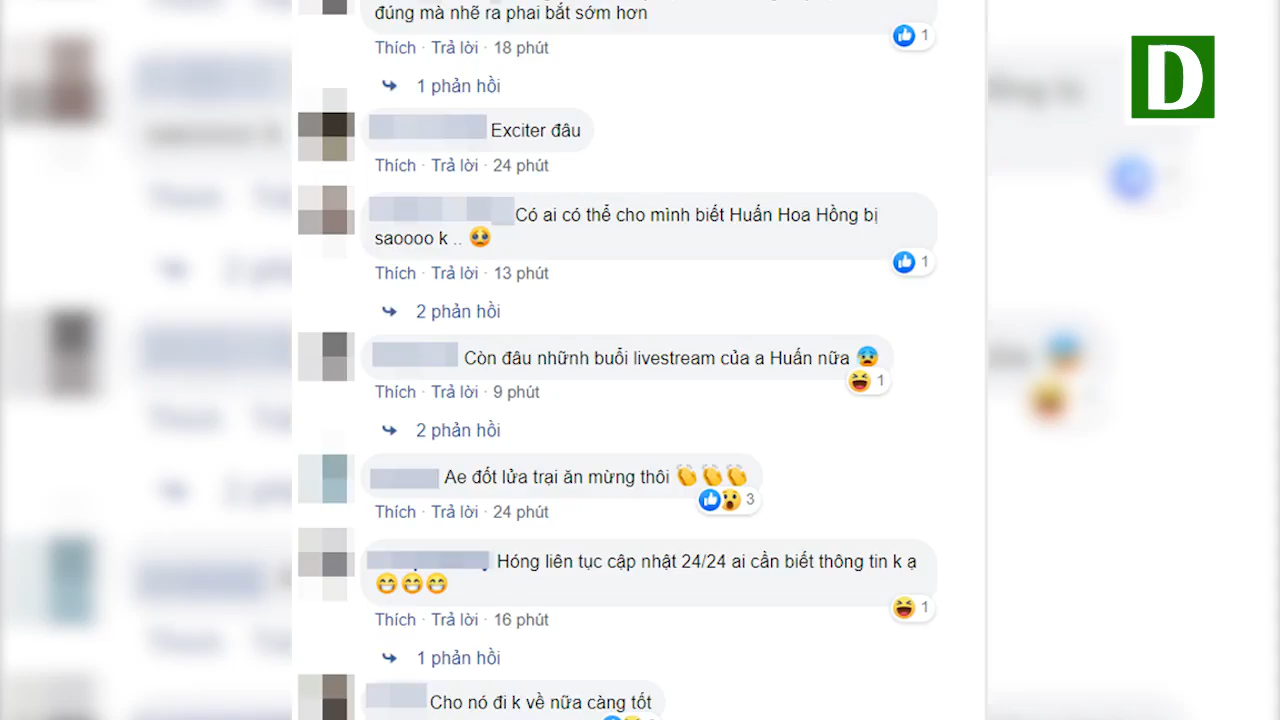 đúng mà nhẽ ra phai bắt sớm hơn
1
Thích · Trả lời · 18 phút
1 phản hồi
Exciter đâu
Thích · Trả lời · 24 phút
Có ai có thể cho mình biết Huấn Hoa Hồng bị
saoooo k ..
1
Thích · Trả lời · 13 phút
2 phản hồi
Còn đâu nhữnh buổi livestream của a Huấn nữa
1
Thích · Trả lời · 9 phút
2 phản hồi
Ae đốt lửa trại ăn mừng thôi
3
Thích · Trả lời · 24 phút
Hóng liên tục cập nhật 24/24 ai cần biết thông tin k ạ
1
Thích · Trả lời · 16 phút
1 phản hồi
Cho nó đi k về nữa càng tốt
D